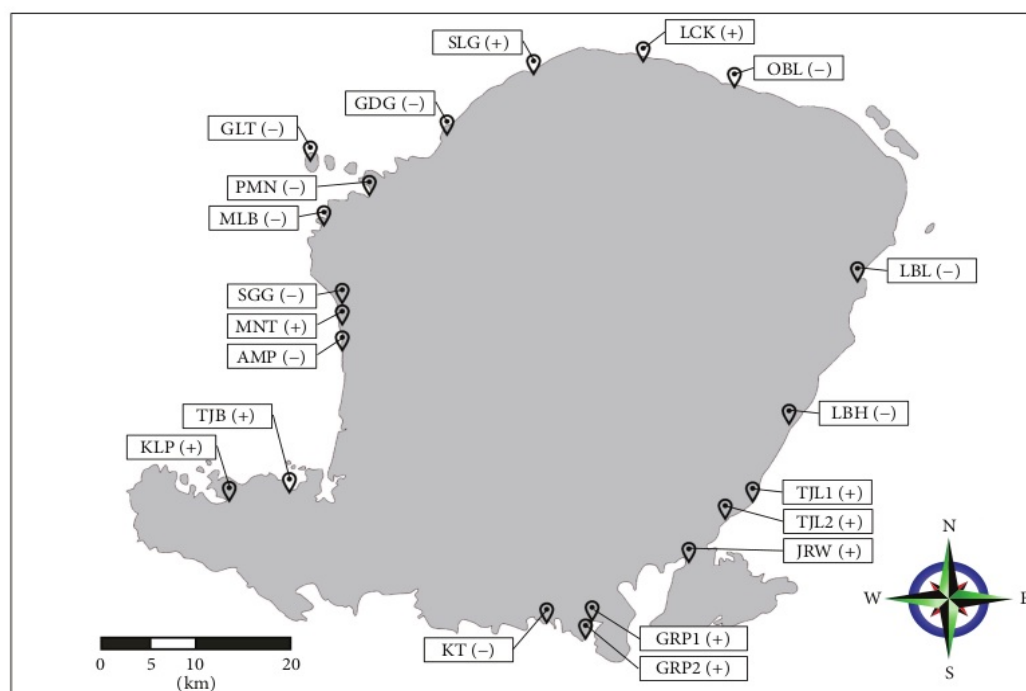 SLG (+)
LCK (+)
OBL (−)
GDG (−)
GLT (−)
PMN (−)
MLB (−)
LBL (−)
SGG (−)
MNT (+)
AMP (−)
TJB (+)
LBH (−)
KLP (+)
TJL1 (+)
TJL2 (+)
JRW (+)
N
W
E
S
GRP1 (+)
KT (−)
GRP2 (+)
0 5 10 20
(km)